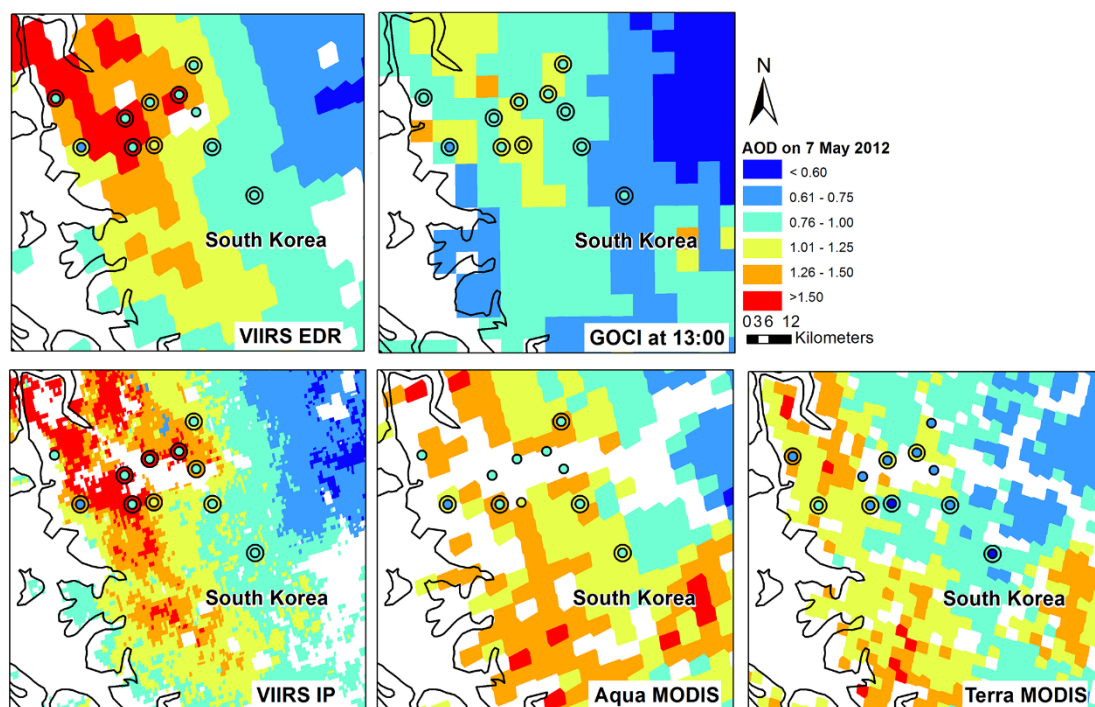 South Korea
VIIRS EDR
South Korea
GOCI at 13:00
N
AOD on 7 May 2012
< 0.60
0.61 - 0.75
0.76 - 1.00
1.01 - 1.25
1.26 - 1.50
>1.50
0 3 6 12
Kilometers
South Korea
VIIRS IP
South Korea
Aqua MODIS
South Korea
Terra MODIS